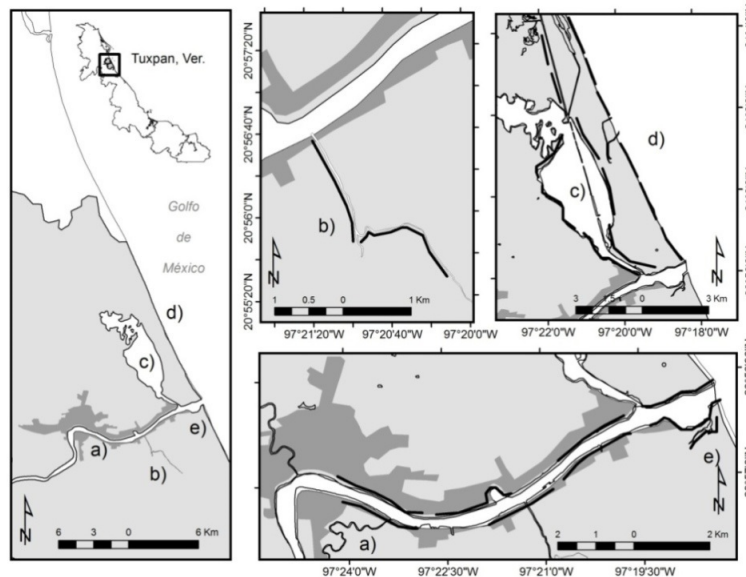 Tuxpan, Ver.
Golfo
de
México
d)
c)
e)
a)
b)
6 3 0 6 Km
20°57'20"N
20°56'40"N
20°56'0"N
20°55'20"N
b)
1 0.5 0 1 Km
97°21'20"W 97°20'40"W 97°20'0"W
d)
c)
3 1.5 0 3 Km
97°22'0"W 97°20'0"W 97°18'0"W
e)
a)
2 1 0 2 Km
97°24'0"W 97°22'30"W 97°21'0"W 97°19'30"W